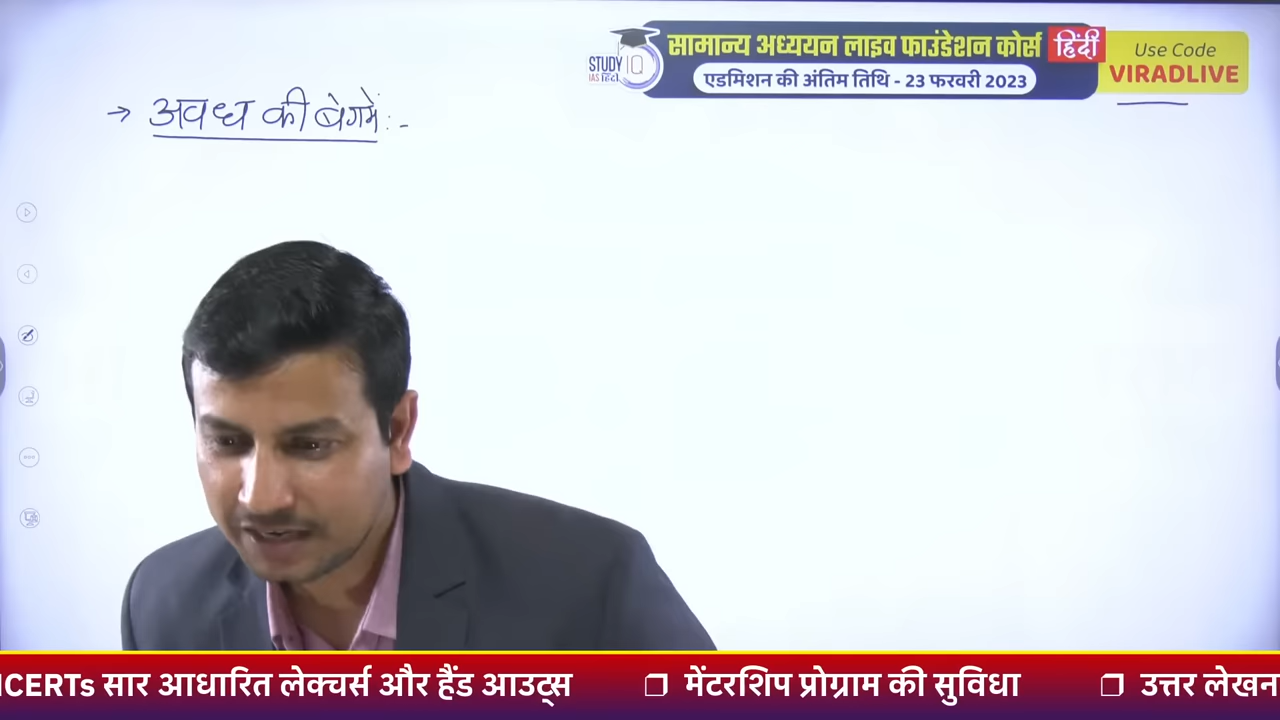 STUDY IQ
IAS हिंदी
सामान्य अध्ययन लाइव फाउंडेशन कोर्स हिंदी
एडमिशन की अंतिम तिथि - 23 फरवरी 2023
Use Code
VIRADLIVE
→ अवध की बेगमें :-
NCERTs सार आधारित लेक्चर्स और हैंड आउट्स ❐ मेंटरशिप प्रोग्राम की सुविधा ❐ उत्तर लेखन